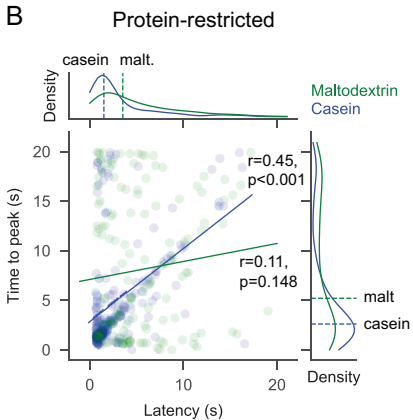 B
Protein-restricted
casein malt.
Density
Maltodextrin
Casein
20
15
10
5
0
Time to peak (s)
r=0.45,
p<0.001
r=0.11,
p=0.148
malt
casein
0 10 20
Latency (s)
Density